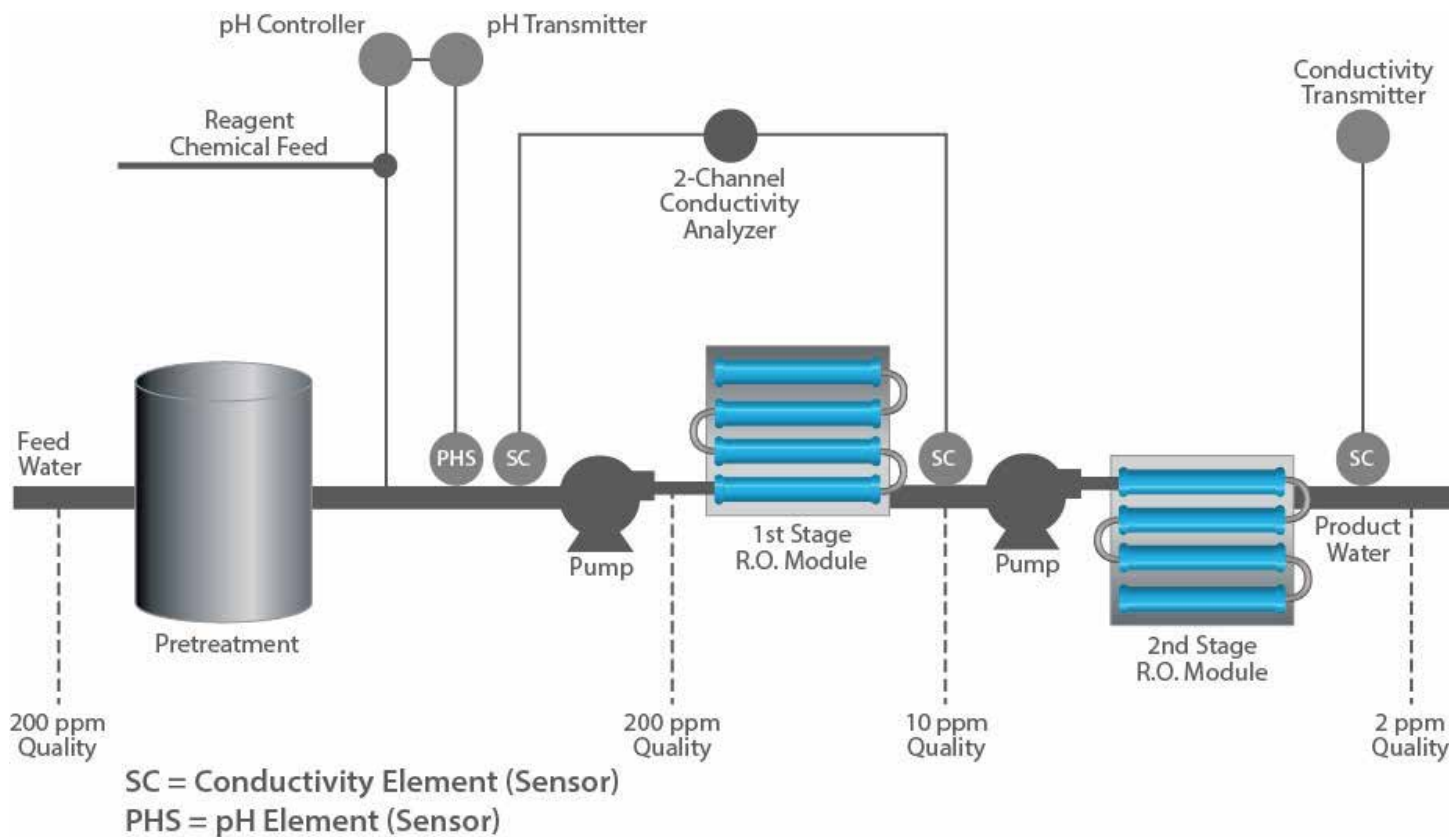 pH Controller
pH Transmitter
Conductivity
Transmitter
Reagent
Chemical Feed
2-Channel
Conductivity
Analyzer
Feed
Water
PHS
SC
SC
SC
Pump
1st Stage
R.O. Module
Pump
Product
Water
Pretreatment
2nd Stage
R.O. Module
200 ppm
Quality
200 ppm
Quality
10 ppm
Quality
2 ppm
Quality
SC = Conductivity Element (Sensor)
PHS = pH Element (Sensor)